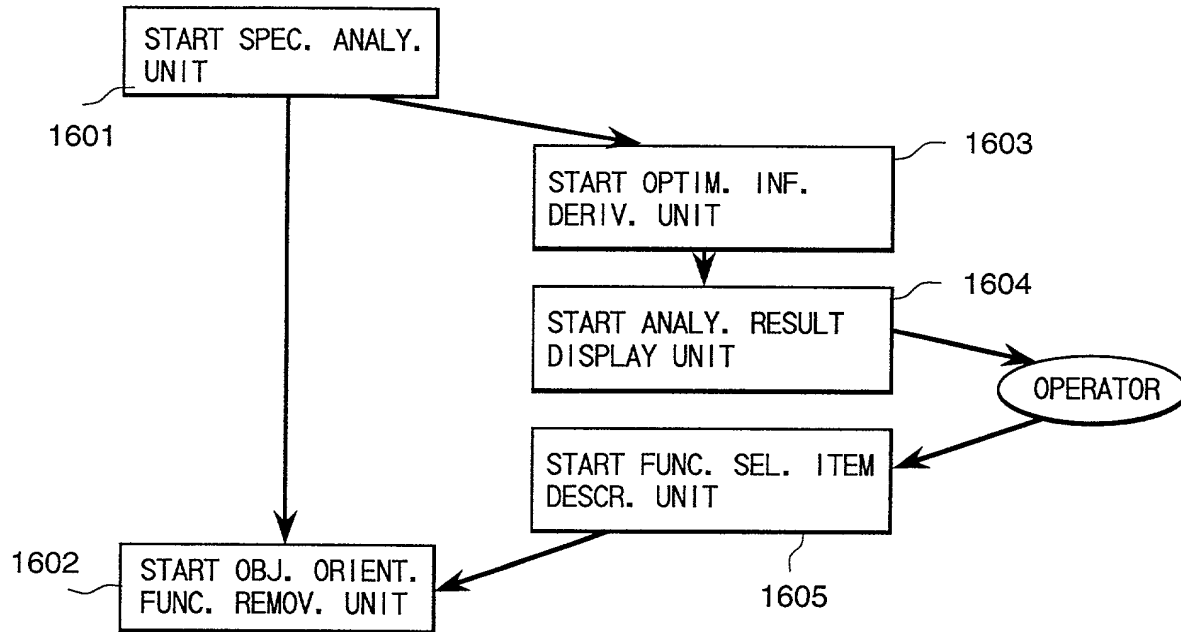 START SPEC. ANALY.
UNIT
1601
1603
START OPTIM. INF.
DERIV. UNIT
1604
START ANALY. RESULT
DISPLAY UNIT
OPERATOR
START FUNC. SEL. ITEM
DESCR. UNIT
1605
1602
START OBJ. ORIENT.
FUNC. REMOV. UNIT